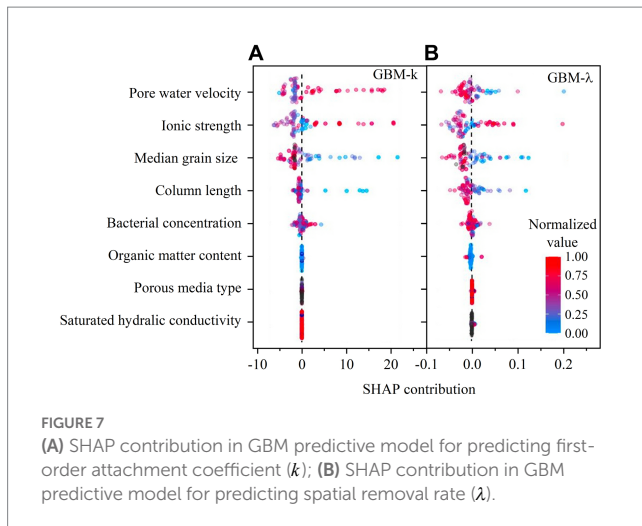 A
B
GBM-k
GBM-λ
Pore water velocity
Ionic strength
Median grain size
Column length
Bacterial concentration
Organic matter content
Porous media type
Saturated hydralic conductivity
Normalized
value
1.00
0.75
0.50
0.25
0.00
-10 0 10 20 -0.1 0.0 0.1 0.2
SHAP contribution
FIGURE 7
(A) SHAP contribution in GBM predictive model for predicting first-
order attachment coefficient (k); (B) SHAP contribution in GBM
predictive model for predicting spatial removal rate (λ).